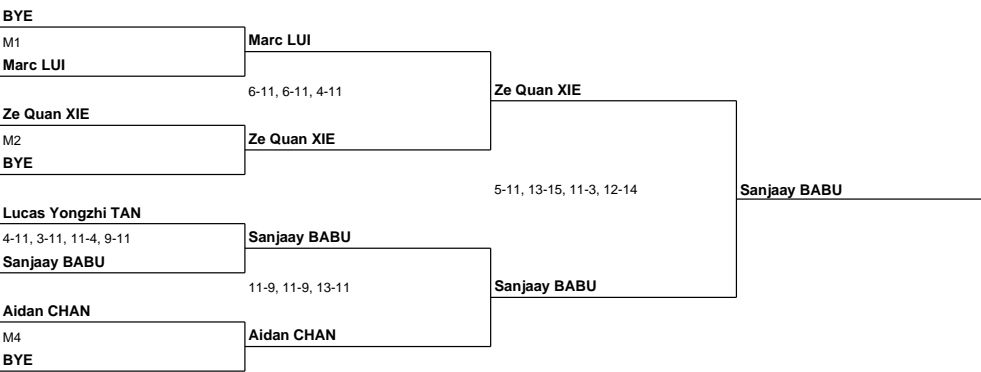 BYE
M1
Marc LUI
Marc LUI
6-11, 6-11, 4-11
Ze Quan XIE
Ze Quan XIE
M2
BYE
Ze Quan XIE
5-11, 13-15, 11-3, 12-14
Sanjaay BABU
Lucas Yongzhi TAN
4-11, 3-11, 11-4, 9-11
Sanjaay BABU
Sanjaay BABU
11-9, 11-9, 13-11
Sanjaay BABU
Aidan CHAN
M4
BYE
Aidan CHAN